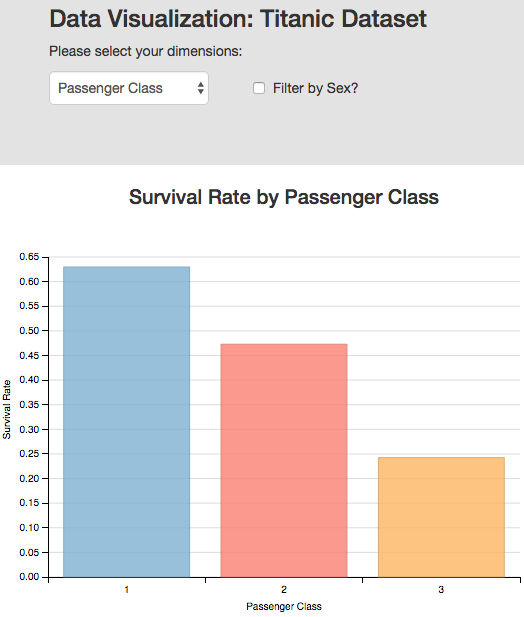 Data Visualization: Titanic Dataset
Please select your dimensions:
Passenger Class
Filter by Sex?
Survival Rate by Passenger Class
0.65
0.60
0.55
0.50
0.45
0.40
0.35
0.30
0.25
0.20
0.15
0.10
0.05
0.00
Survival Rate
1 2 3
Passenger Class